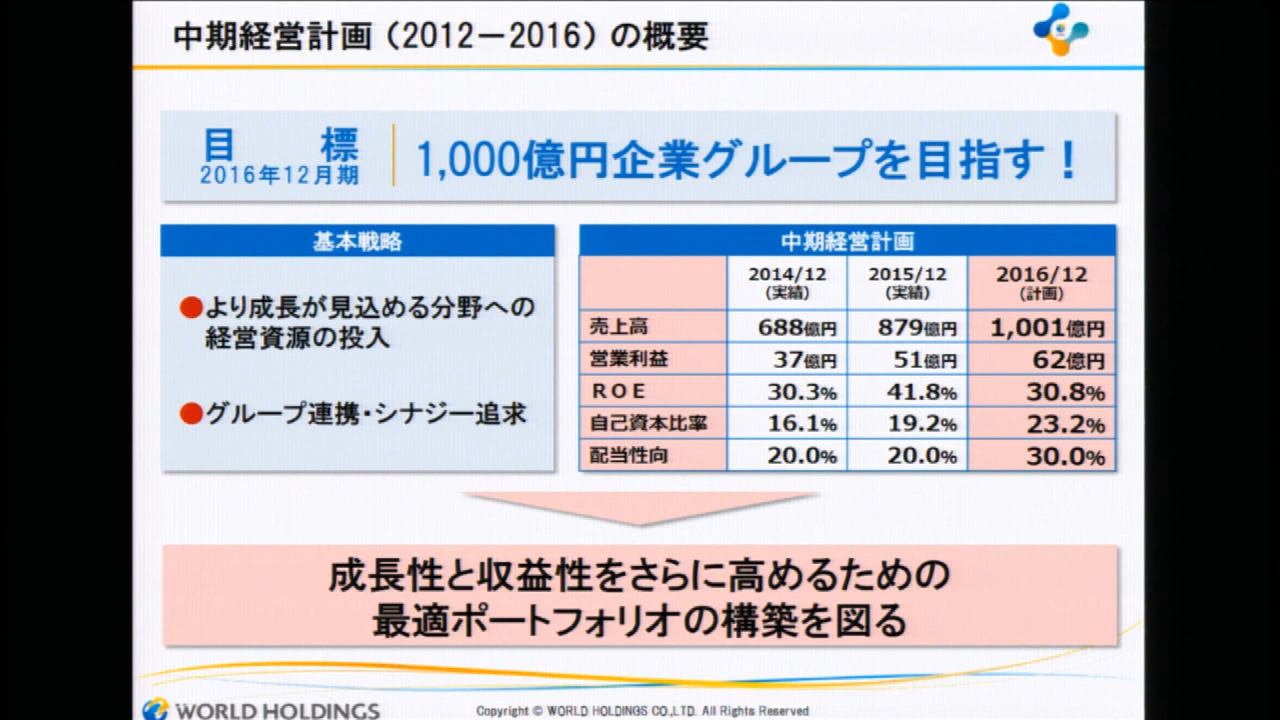 中期経営計画（2012－2016）の概要
目　標
2016年12月期
1,000億円企業グループを目指す！
基本戦略
●より成長が見込める分野への
経営資源の投入
●グループ連携・シナジー追求
中期経営計画
2014/12 2015/12 2016/12
（実績） （実績） （計画）
売上高 688億円 879億円 1,001億円
営業利益 37億円 51億円 62億円
ＲＯＥ 30.3% 41.8% 30.8%
自己資本比率 16.1% 19.2% 23.2%
配当性向 20.0% 20.0% 30.0%
成長性と収益性をさらに高めるための
最適ポートフォリオの構築を図る
WORLD HOLDINGS
Copyright © WORLD HOLDINGS CO.,LTD. All Rights Reserved